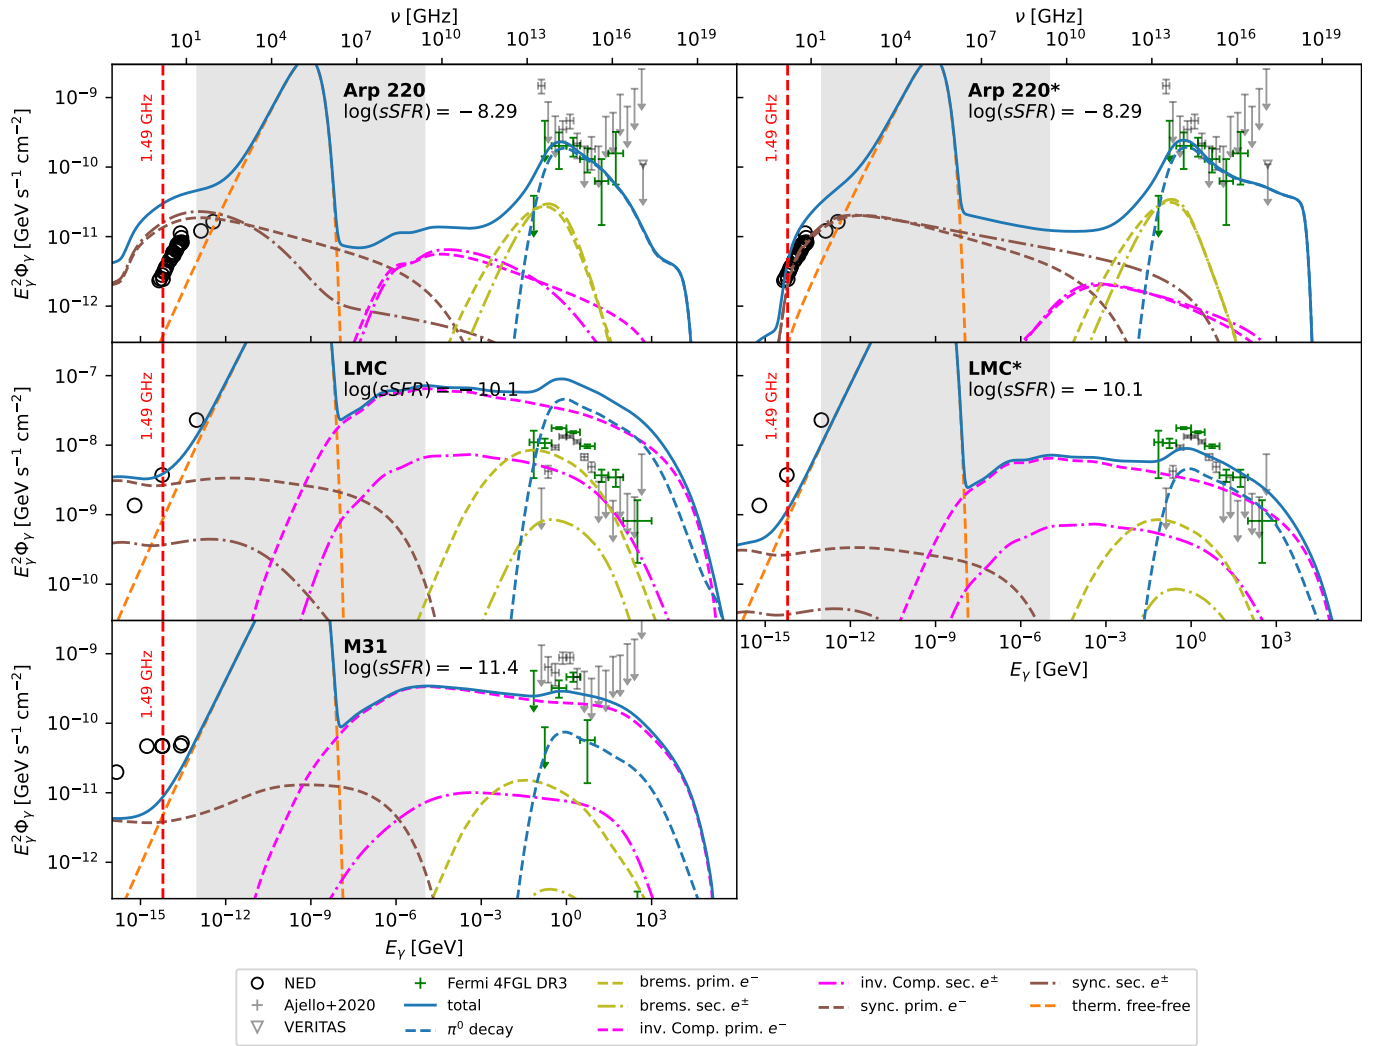 ν [GHz]
ν [GHz]
10^1 10^4 10^7 10^10 10^13 10^16 10^19
10^1 10^4 10^7 10^10 10^13 10^16 10^19
E_γ^2Φ_γ [GeV s^−1 cm^−2]
10^−9
10^−10
10^−11
10^−12
1.49 GHz
Arp 220
log(sSFR) = −8.29
1.49 GHz
Arp 220*
log(sSFR) = −8.29
E_γ^2Φ_γ [GeV s^−1 cm^−2]
10^−7
10^−8
10^−9
10^−10
1.49 GHz
LMC
log(sSFR) = −10.1
1.49 GHz
LMC*
log(sSFR) = −10.1
10^−15 10^−12 10^−9 10^−6 10^−3 10^0 10^3
E_γ [GeV]
E_γ^2Φ_γ [GeV s^−1 cm^−2]
10^−9
10^−10
10^−11
10^−12
1.49 GHz
M31
log(sSFR) = −11.4
10^−15 10^−12 10^−9 10^−6 10^−3 10^0 10^3
E_γ [GeV]
NED
Ajello+2020
VERITAS
Fermi 4FGL DR3
total
π^0 decay
brems. prim. e^−
brems. sec. e^±
inv. Comp. prim. e^−
inv. Comp. sec. e^±
sync. prim. e^−
sync. sec. e^±
therm. free-free